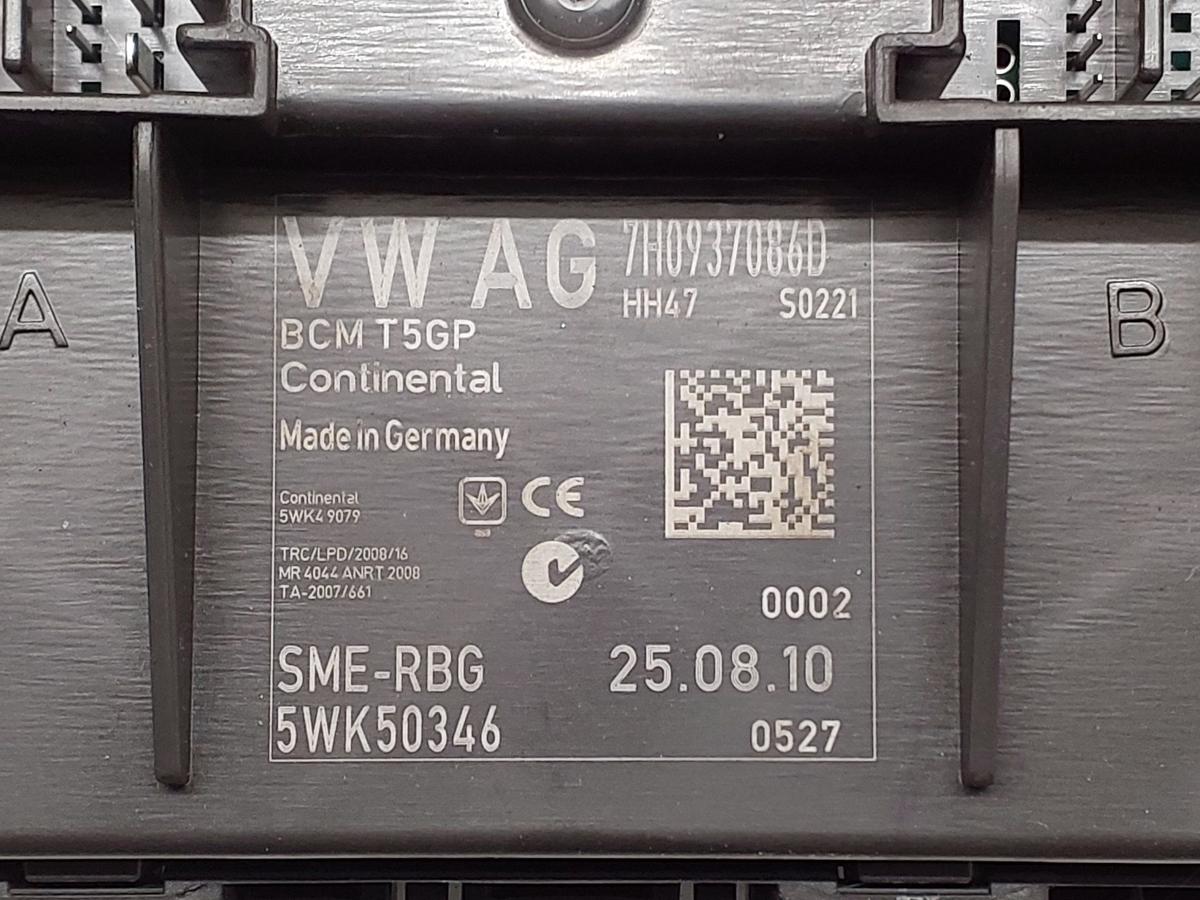 VW AG 7H0937086D
HH47 S0221
BCM T5GP
Continental
Made in Germany
A
B
Continental
5WK4 9079
CE
TRC/LPD/2008/16
MR 4044 ANRT 2008
TA-2007/661
0002
SME-RBG 25.08.10
5WK50346 0527